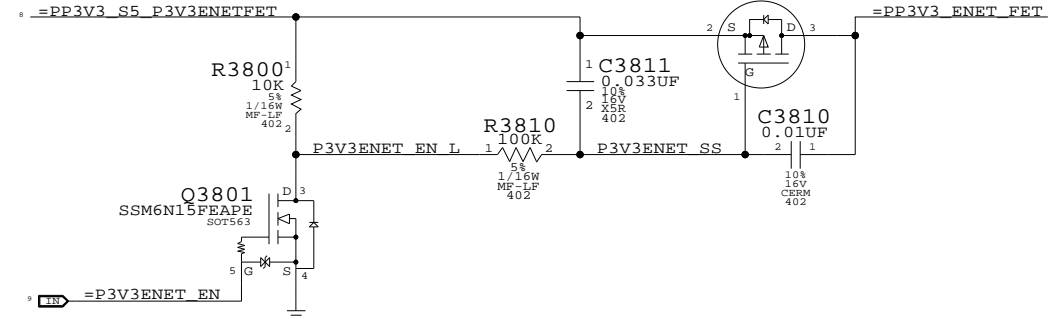 8 =PP3V3_S5_P3V3ENETFET
=PP3V3_ENET_FET
2 S D 3
G
1
R3800
1
10K
5%
1/16W
MF-LF
402
2
1 C3811
0.033UF
10%
16V
2 X5R
402
C3810
0.01UF
2 1
10%
16V
CERM
402
R3810
100K
P3V3ENET_EN_L 1 2 P3V3ENET_SS
5%
1/16W
MF-LF
402
Q3801
SSM6N15FEAPE
SOT563
D 3
5 G S 4
9 IN =P3V3ENET_EN